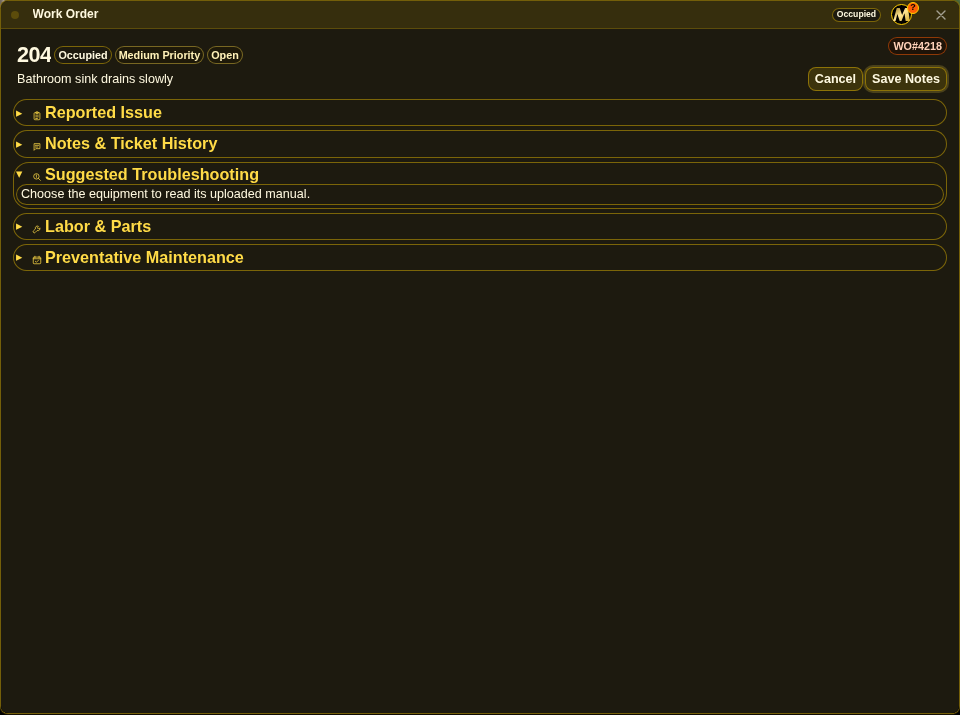 Work Order
Occupied
M?
WO#4218
204 Occupied Medium Priority Open
Bathroom sink drains slowly
Cancel Save Notes
Reported Issue
Notes & Ticket History
Suggested Troubleshooting
Choose the equipment to read its uploaded manual.
Labor & Parts
Preventative Maintenance